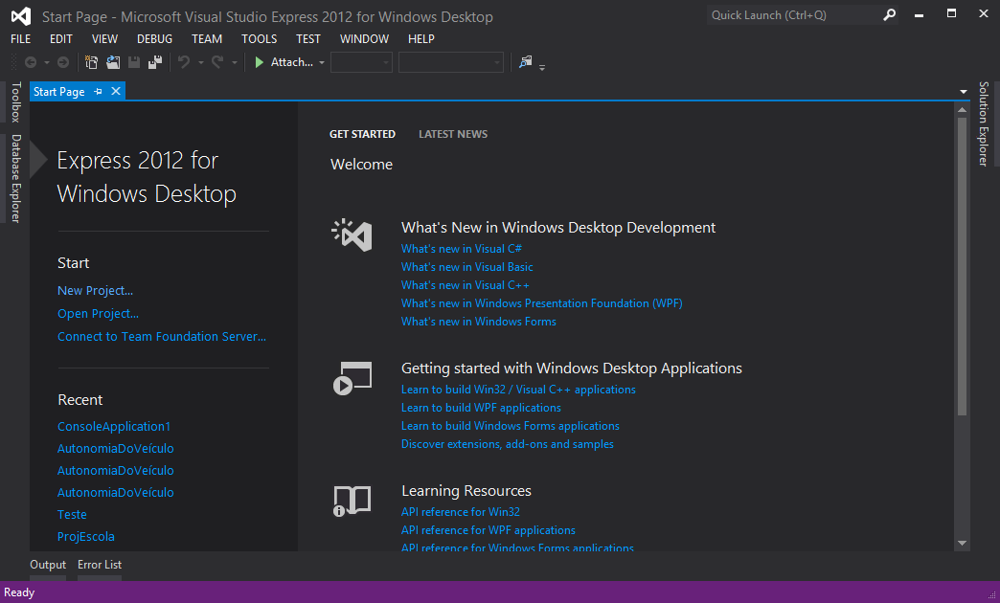 Start Page - Microsoft Visual Studio Express 2012 for Windows Desktop
Quick Launch (Ctrl+Q)
FILE EDIT VIEW DEBUG TEAM TOOLS TEST WINDOW HELP
Attach...
Toolbox
Database Explorer
Start Page
Solution Explorer
Express 2012 for
Windows Desktop
Start
New Project...
Open Project...
Connect to Team Foundation Server...
Recent
ConsoleApplication1
AutonomiaDoVeículo
AutonomiaDoVeículo
AutonomiaDoVeículo
Teste
ProjEscola
GET STARTED LATEST NEWS
Welcome
What's New in Windows Desktop Development
What's new in Visual C#
What's new in Visual Basic
What's new in Visual C++
What's new in Windows Presentation Foundation (WPF)
What's new in Windows Forms
Getting started with Windows Desktop Applications
Learn to build Win32 / Visual C++ applications
Learn to build WPF applications
Learn to build Windows Forms applications
Discover extensions, add-ons and samples
Learning Resources
API reference for Win32
API reference for WPF applications
API reference for Windows Forms applications
Output Error List
Ready